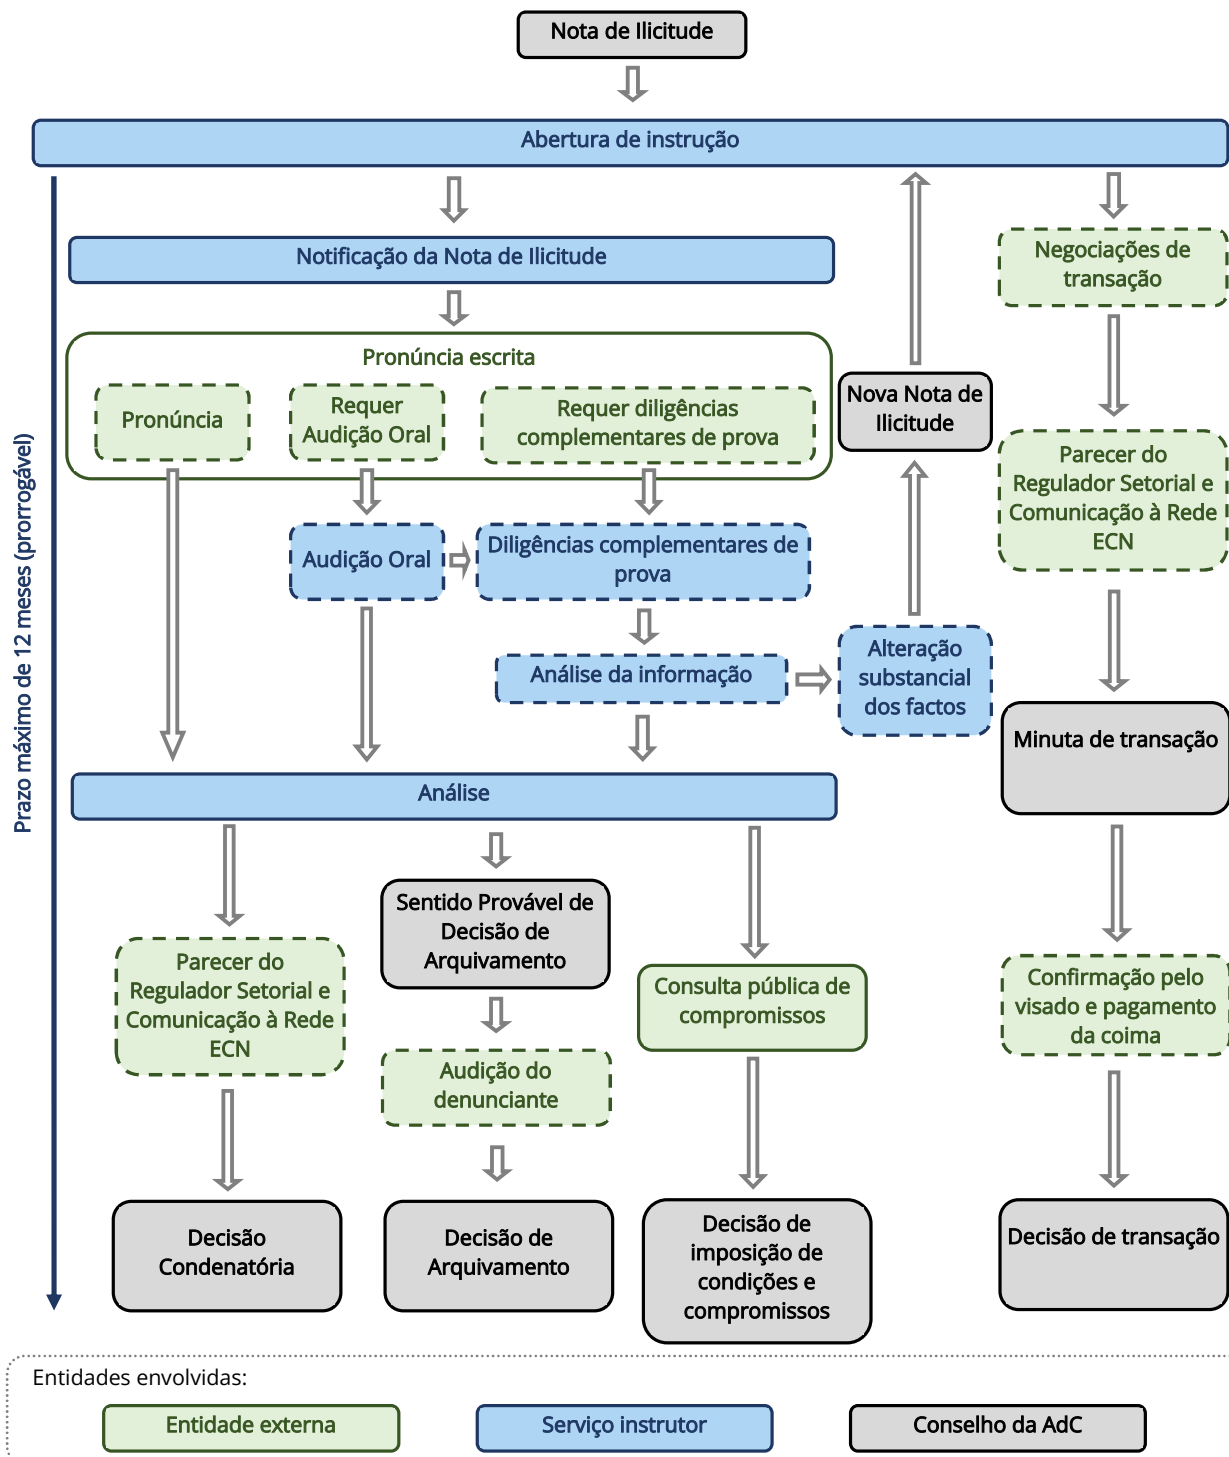 Nota de Ilicitude
Abertura de instrução
Notificação da Nota de Ilicitude
Negociações de
transação
Pronúncia escrita
Pronúncia
Requer
Audição Oral
Requer diligências
complementares de prova
Nova Nota de
Ilicitude
Parecer do
Regulador Setorial e
Comunicação à Rede
ECN
Prazo máximo de 12 meses (prorrogável)
Audição Oral
Diligências complementares de
prova
Análise da informação
Alteração
substancial
dos factos
Minuta de transação
Análise
Sentido Provável de
Decisão de
Arquivamento
Parecer do
Regulador Setorial e
Comunicação à Rede
ECN
Consulta pública de
compromissos
Confirmação pelo
visado e pagamento
da coima
Audição do
denunciante
Decisão
Condenatória
Decisão de
Arquivamento
Decisão de
imposição de
condições e
compromissos
Decisão de transação
Entidades envolvidas:
Entidade externa
Serviço instrutor
Conselho da AdC